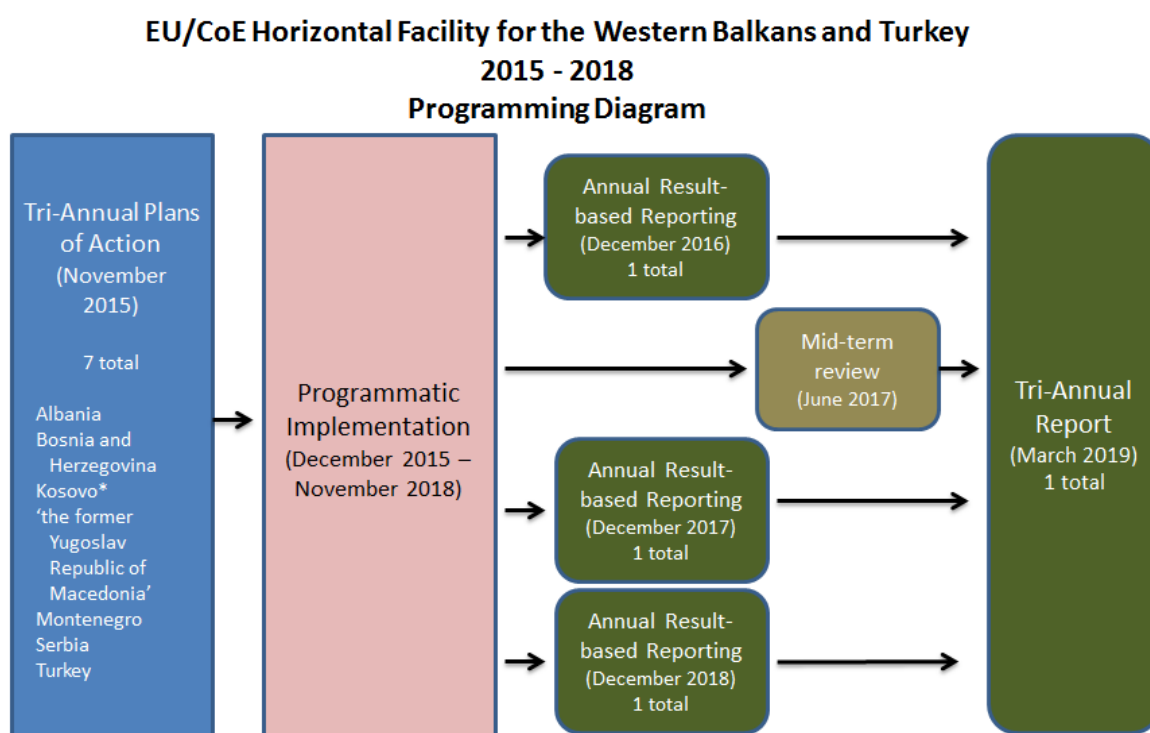 EU/CoE Horizontal Facility for the Western Balkans and Turkey
2015 - 2018
Programming Diagram
Tri-Annual Plans
of Action
(November
2015)
7 total
Albania
Bosnia and
Herzegovina
Kosovo*
‘the former
Yugoslav
Republic of
Macedonia’
Montenegro
Serbia
Turkey
Programmatic
Implementation
(December 2015 –
November 2018)
Annual Result-
based Reporting
(December 2016)
1 total
Mid-term
review
(June 2017)
Annual Result-
based Reporting
(December 2017)
1 total
Annual Result-
based Reporting
(December 2018)
1 total
Tri-Annual
Report
(March 2019)
1 total